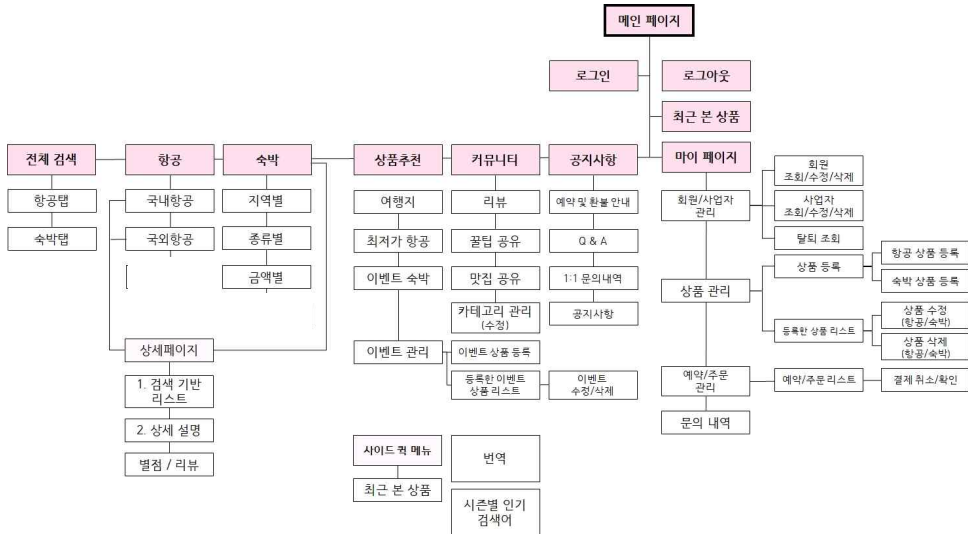 메인 페이지
로그인
로그아웃
최근 본 상품
전체 검색
항공
숙박
상품추천
커뮤니티
공지사항
마이 페이지
항공탭
숙박탭
국내항공
국외항공
지역별
종류별
금액별
상세페이지
1. 검색 기반
리스트
2. 상세 설명
별점 / 리뷰
여행지
최저가 항공
이벤트 숙박
이벤트 관리
리뷰
꿀팁 공유
맛집 공유
카테고리 관리
(수정)
이벤트 상품 등록
등록한 이벤트
상품 리스트
이벤트
수정/삭제
예약 및 환불 안내
Q & A
1:1 문의내역
공지사항
회원/사업자
관리
회원
조회/수정/삭제
사업자
조회/수정/삭제
탈퇴 조회
상품 관리
상품 등록
항공 상품 등록
숙박 상품 등록
등록한 상품 리스트
상품 수정
(항공/숙박)
상품 삭제
(항공/숙박)
예약/주문
관리
예약/주문 리스트
결제 취소/확인
문의 내역
사이드 퀵 메뉴
최근 본 상품
번역
시즌별 인기
검색어